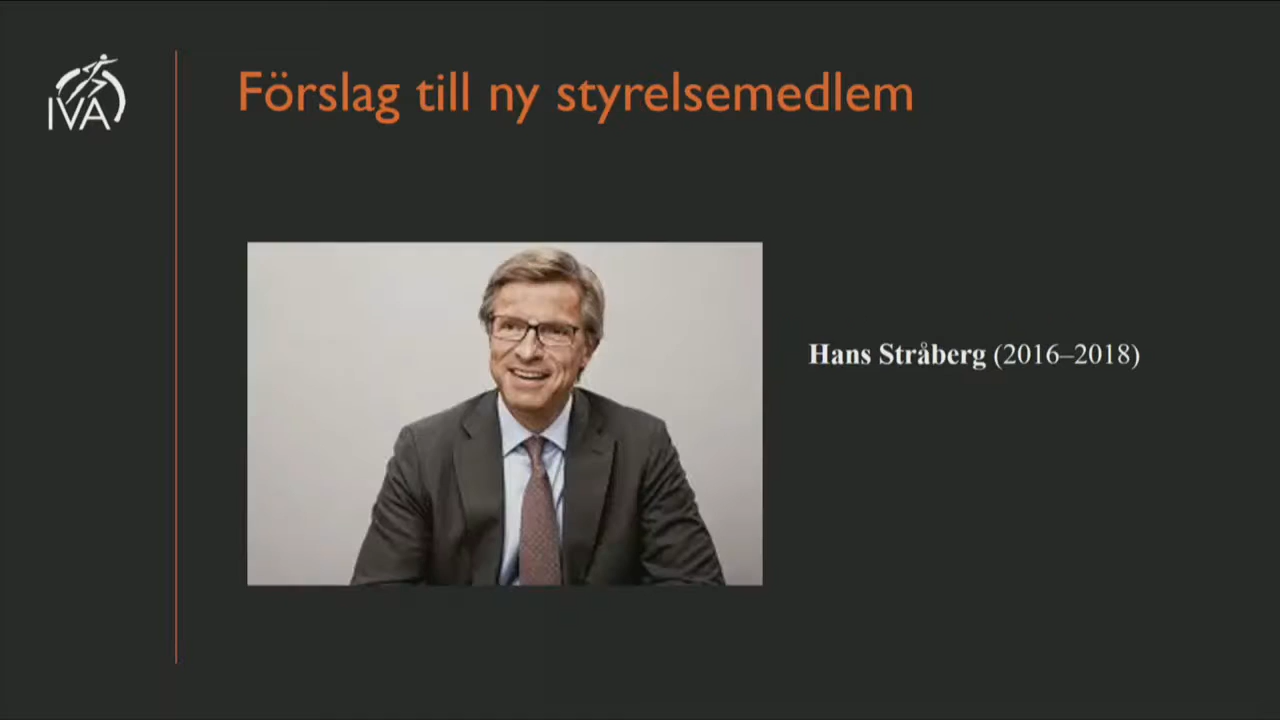 IVA
Förslag till ny styrelsemedlem
Hans Stråberg (2016–2018)